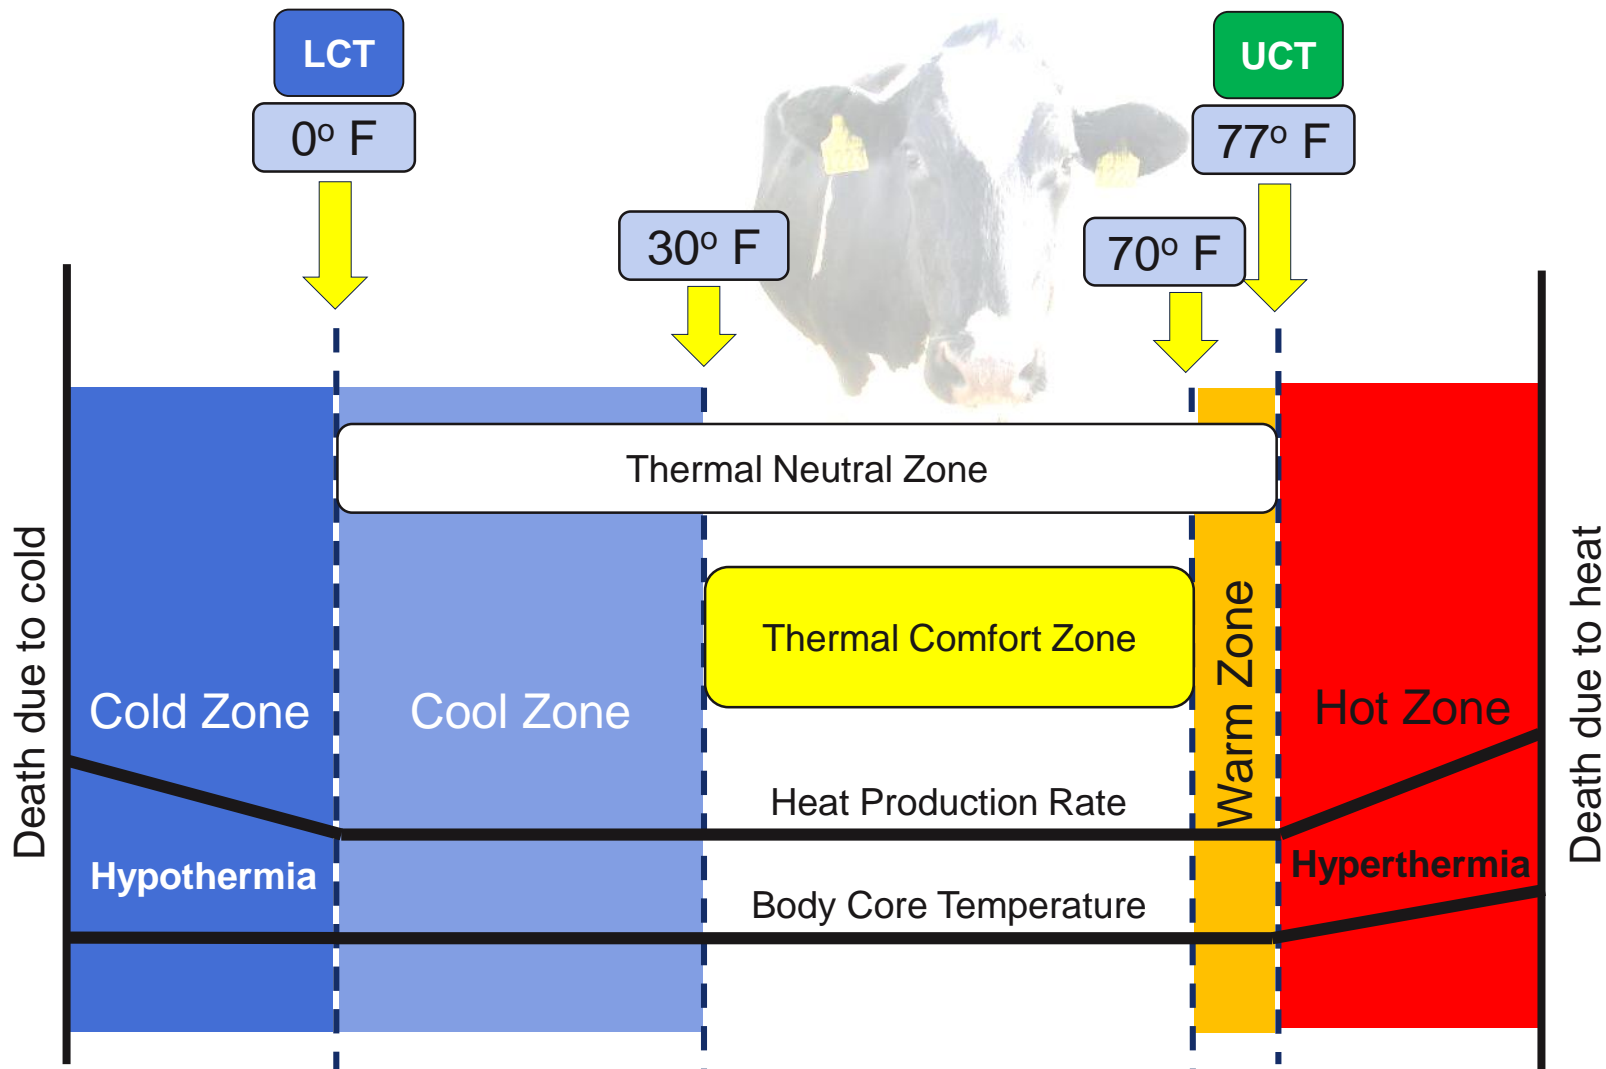 LCT
UCT
0º F
77º F
30º F
70º F
Thermal Neutral Zone
Thermal Comfort Zone
Death due to cold
Cold Zone
Cool Zone
Warm Zone
Hot Zone
Death due to heat
Heat Production Rate
Hypothermia
Hyperthermia
Body Core Temperature